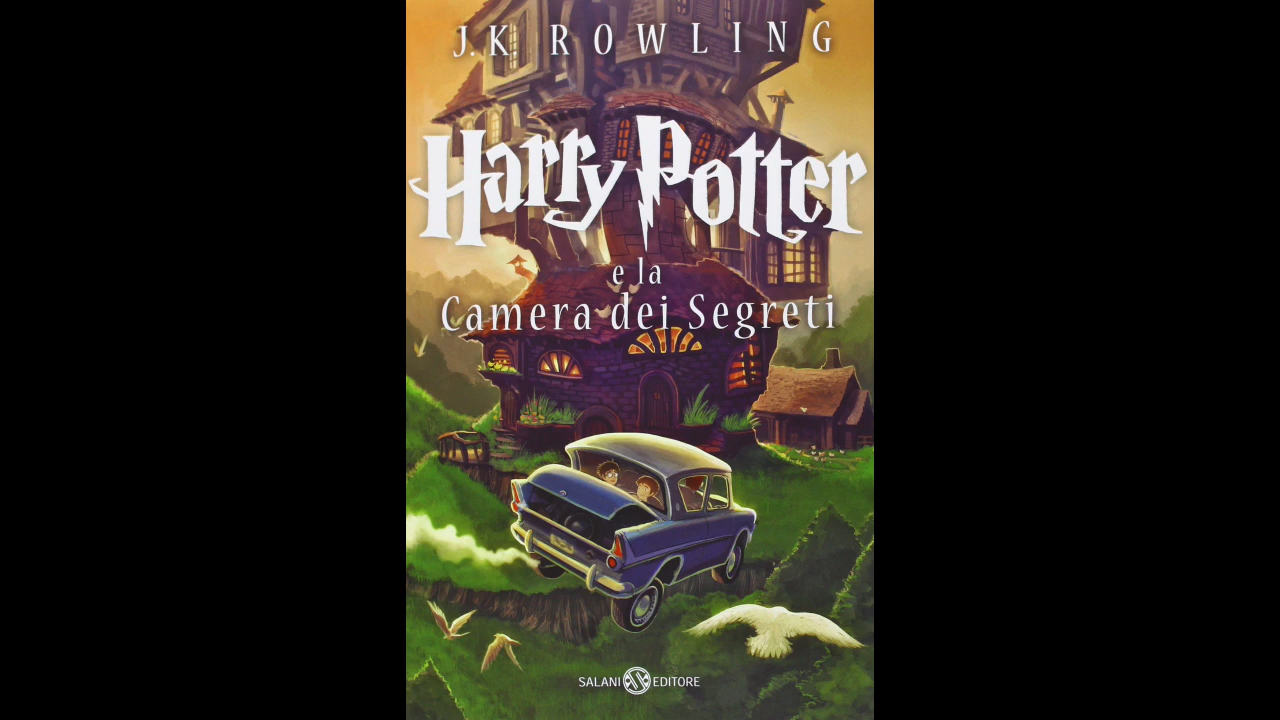 J.K. ROWLING
Harry Potter
e la
Camera dei Segreti
SALANI EDITORE